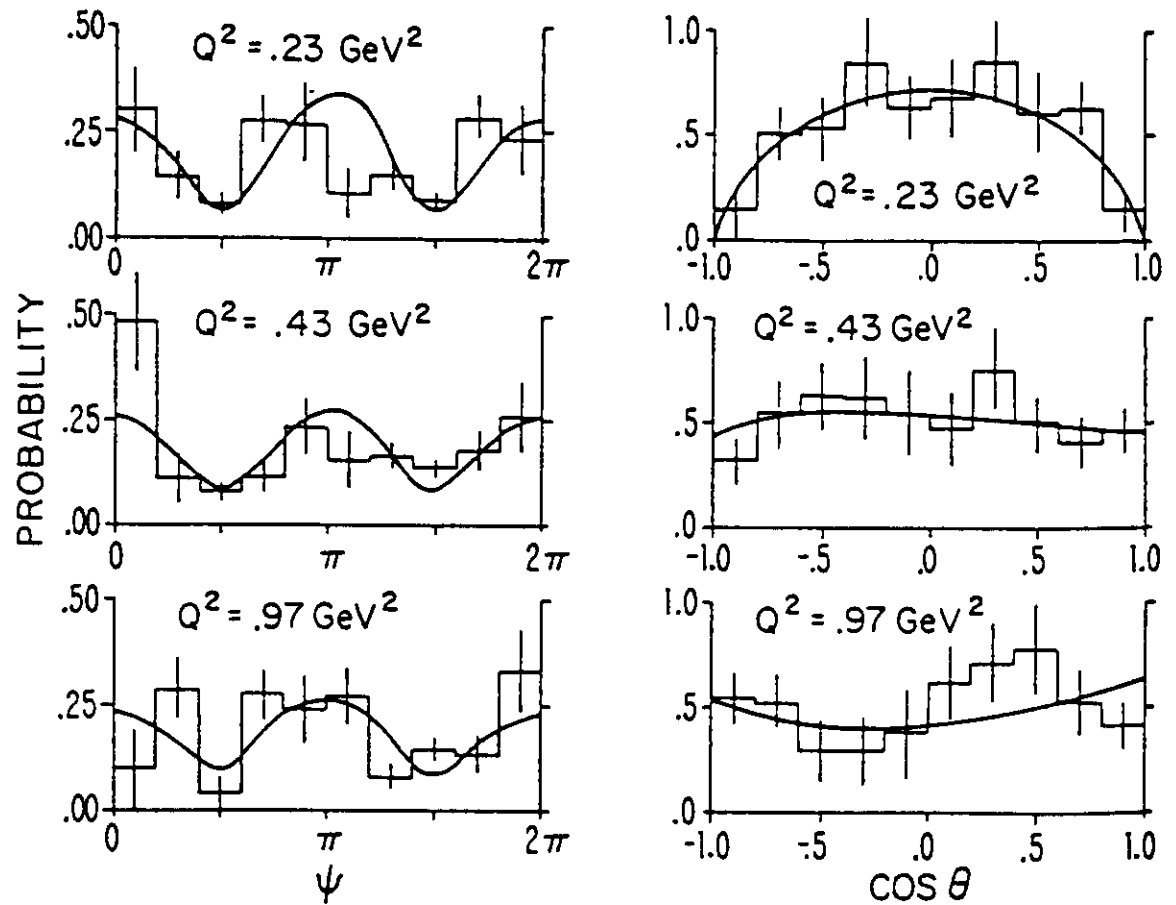 PROBABILITY
.50
.25
.00
Q² = .23 GeV²
0 π 2π
1.0
.5
.0
Q² = .23 GeV²
-1.0 -.5 .0 .5 1.0
.50
.25
.00
Q² = .43 GeV²
0 π 2π
1.0
.5
.0
Q² = .43 GeV²
-1.0 -.5 .0 .5 1.0
.50
.25
.00
Q² = .97 GeV²
0 π 2π
ψ
1.0
.5
.0
Q² = .97 GeV²
-1.0 -.5 .0 .5 1.0
COS θ